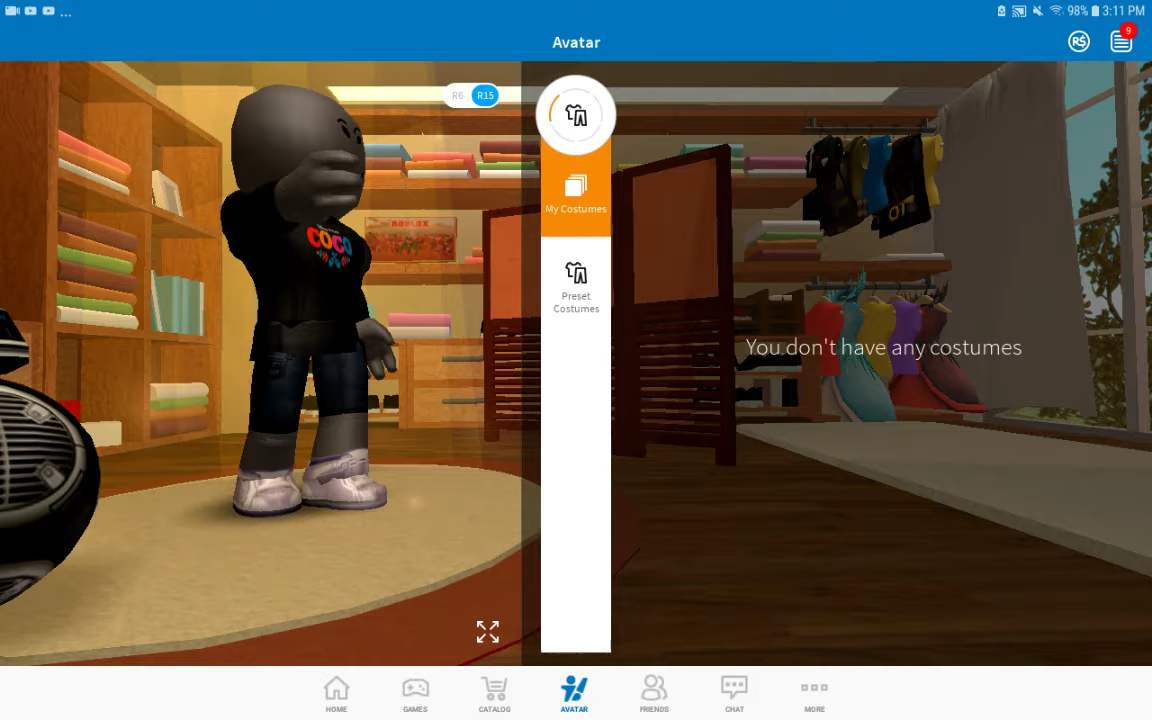 ... 98% 3:11 PM
Avatar
R$ 9
R6 R15
My Costumes
ROBLOX
COCO
Preset
Costumes
You don't have any costumes
HOME GAMES CATALOG AVATAR FRIENDS CHAT MORE